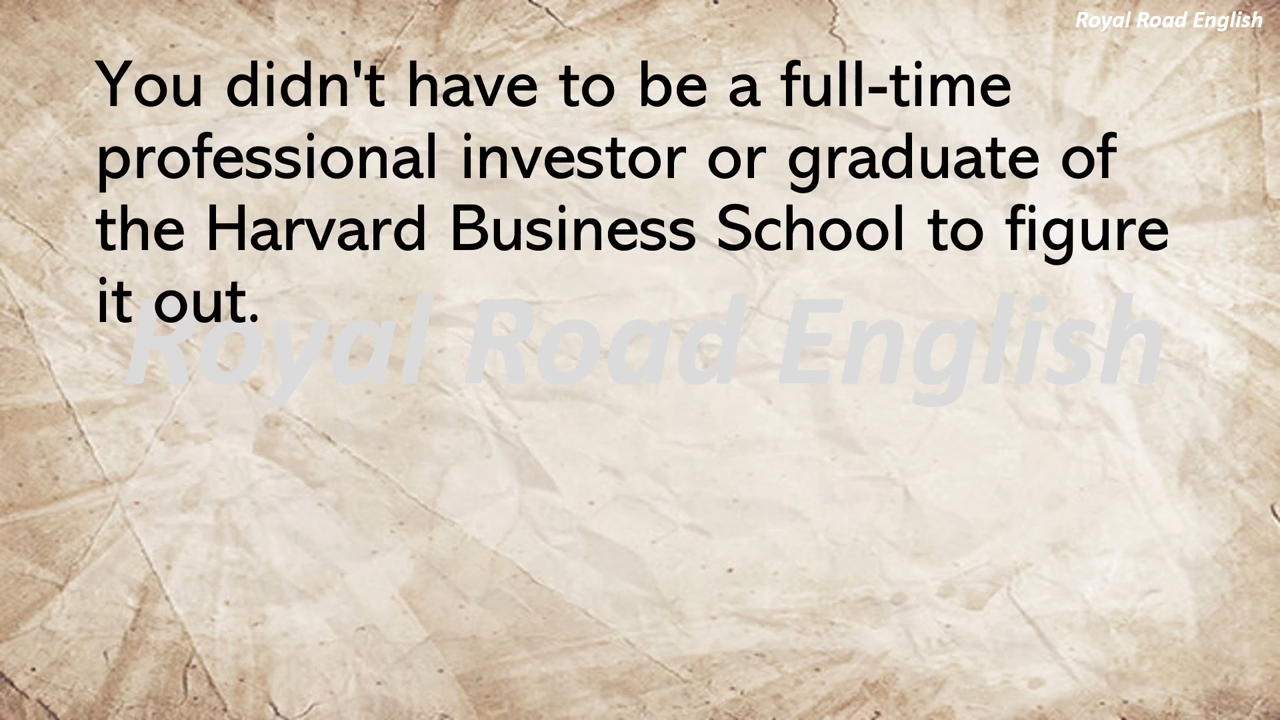 Royal Road English
You didn't have to be a full-time
professional investor or graduate of
the Harvard Business School to figure
it out.
Royal Road English